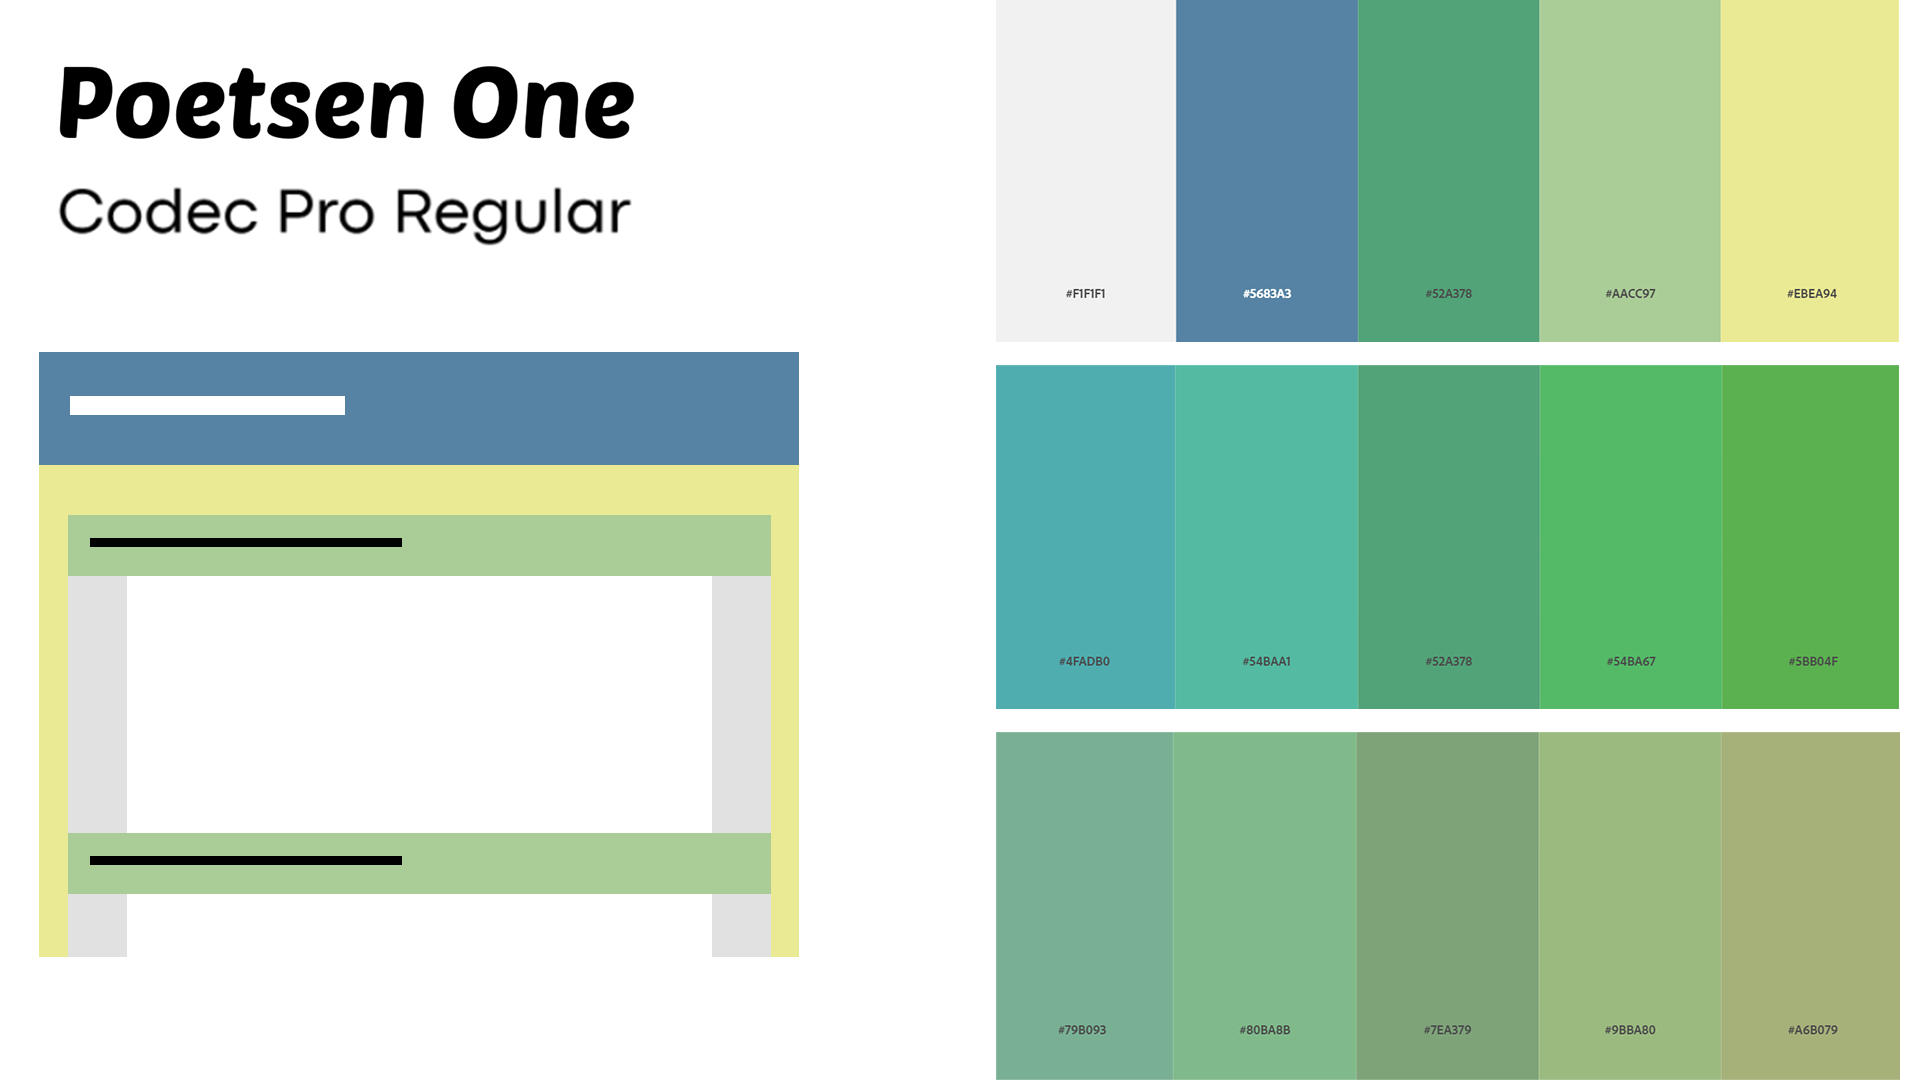 Poetsen One
Codec Pro Regular
#F1F1F1 #5683A3 #52A378 #AACC97 #EBEA94
#4FADB0 #54BAA1 #52A378 #54BA67 #5BB04F
#79B093 #80BA8B #7EA379 #9BBA80 #A6B079